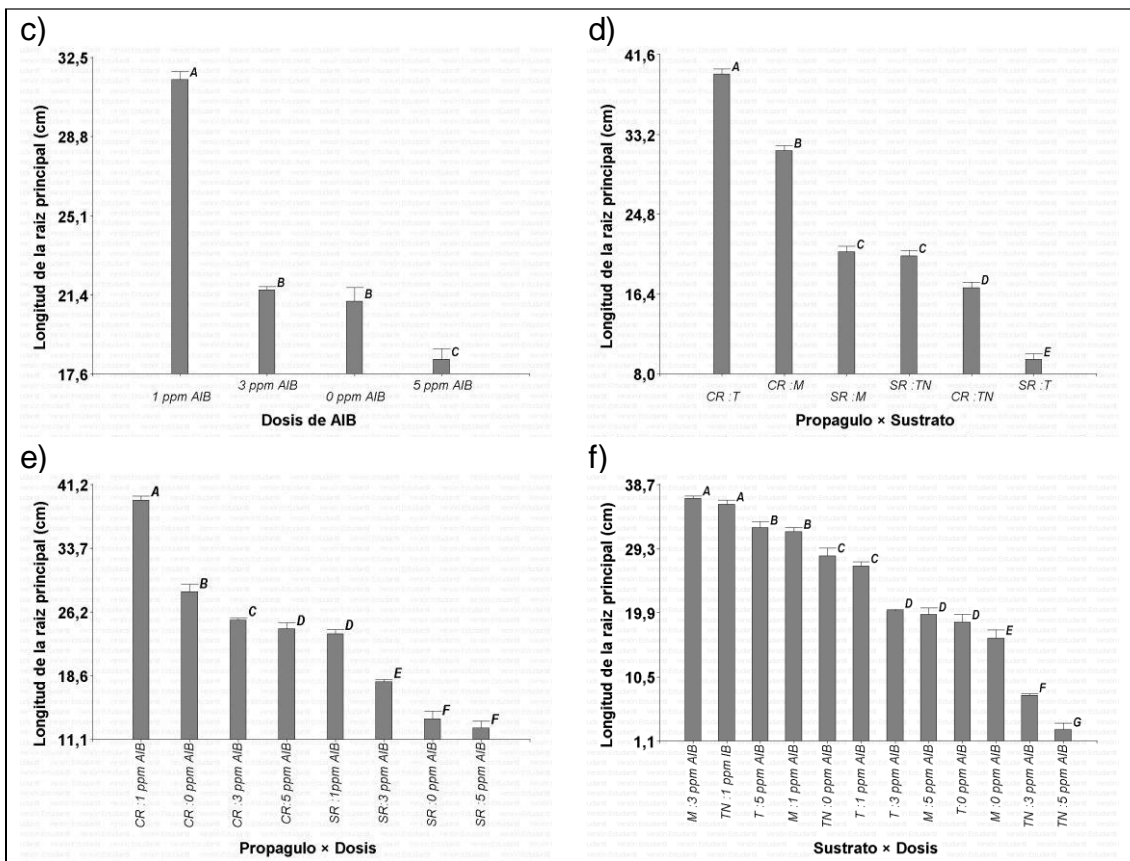 c)
Longitud de la raiz principal (cm)
32,5
28,8
25,1
21,4
17,6
A
B
B
C
1 ppm AIB
3 ppm AIB
0 ppm AIB
5 ppm AIB
Dosis de AIB
d)
Longitud de la raiz principal (cm)
41,6
33,2
24,8
16,4
8,0
A
B
C
C
D
E
CR :T
CR :M
SR :M
SR :TN
CR :TN
SR :T
Propagulo × Sustrato
e)
Longitud de la raiz principal (cm)
41,2
33,7
26,2
18,6
11,1
A
B
C
D
D
E
F
F
CR :1 ppm AIB
CR :0 ppm AIB
CR :3 ppm AIB
CR:5 ppm AIB
SR :1ppm AIB
SR:3 ppm AIB
SR :0 ppm AIB
SR :5 ppm AIB
Propagulo × Dosis
f)
Longitud de la raiz principal (cm)
38,7
29,3
19,9
10,5
1,1
A
A
B
B
C
C
D
D
D
E
F
G
M :3 ppm AIB
TN :1 ppm AIB
T :5 ppm AIB
M :1 ppm AIB
TN :0 ppm AIB
T :1 ppm AIB
T :3 ppm AIB
M :5 ppm AIB
T :0 ppm AIB
M :0 ppm AIB
TN :3 ppm AIB
TN :5 ppm AIB
Sustrato × Dosis